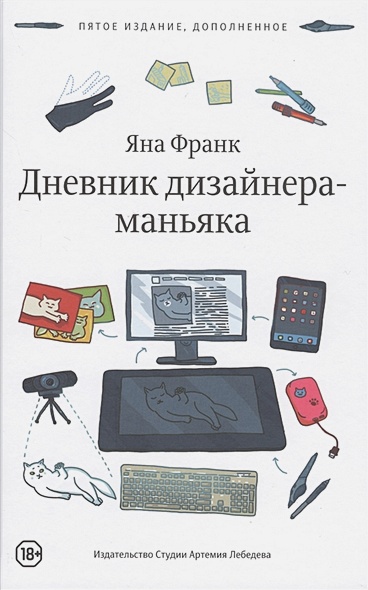 ПЯТОЕ ИЗДАНИЕ, ДОПОЛНЕННОЕ
Яна Франк
Дневник дизайнера-
маньяка
18+
Издательство Студии Артемия Лебедева